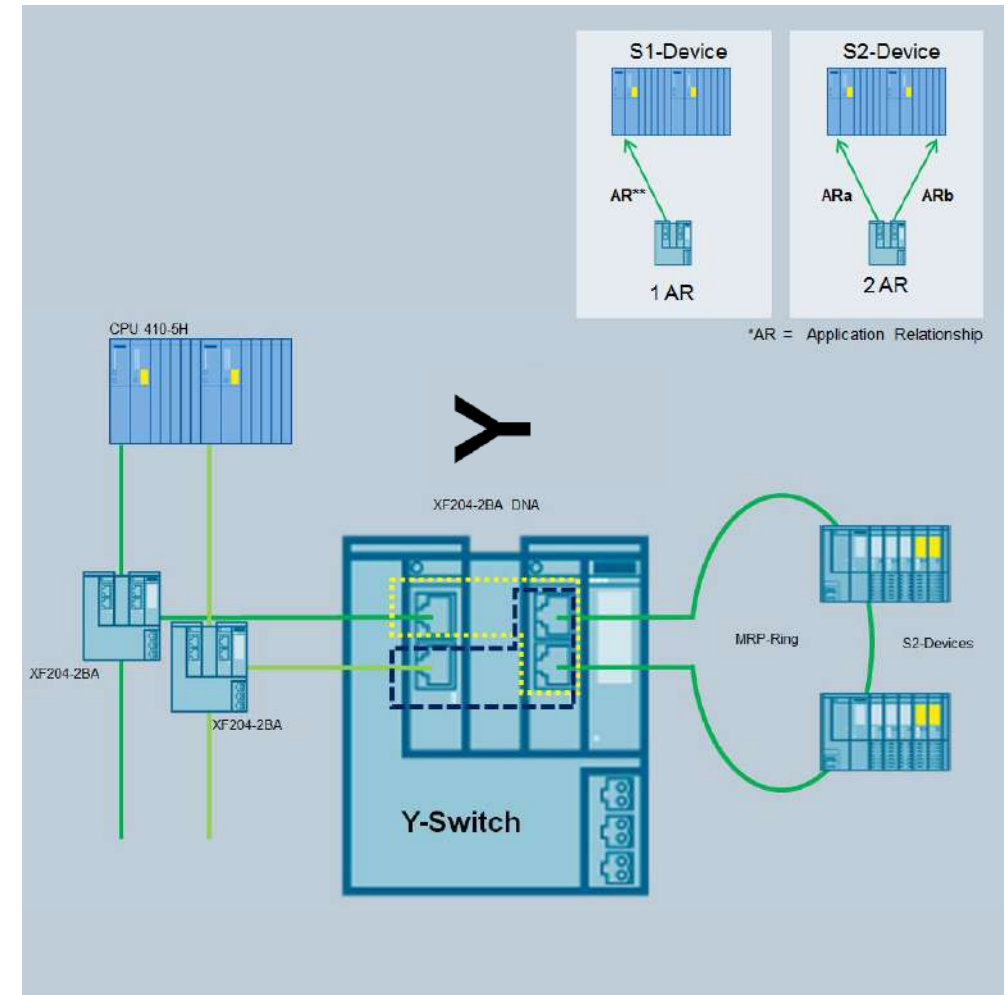 S1-Device
S2-Device
AR**
ARa
ARb
1 AR
2 AR
*AR = Application Relationship
CPU 410-5H
Y
XF204-2BA DNA
XF204-2BA
XF204-2BA
MRP-Ring
S2-Devices
Y-Switch